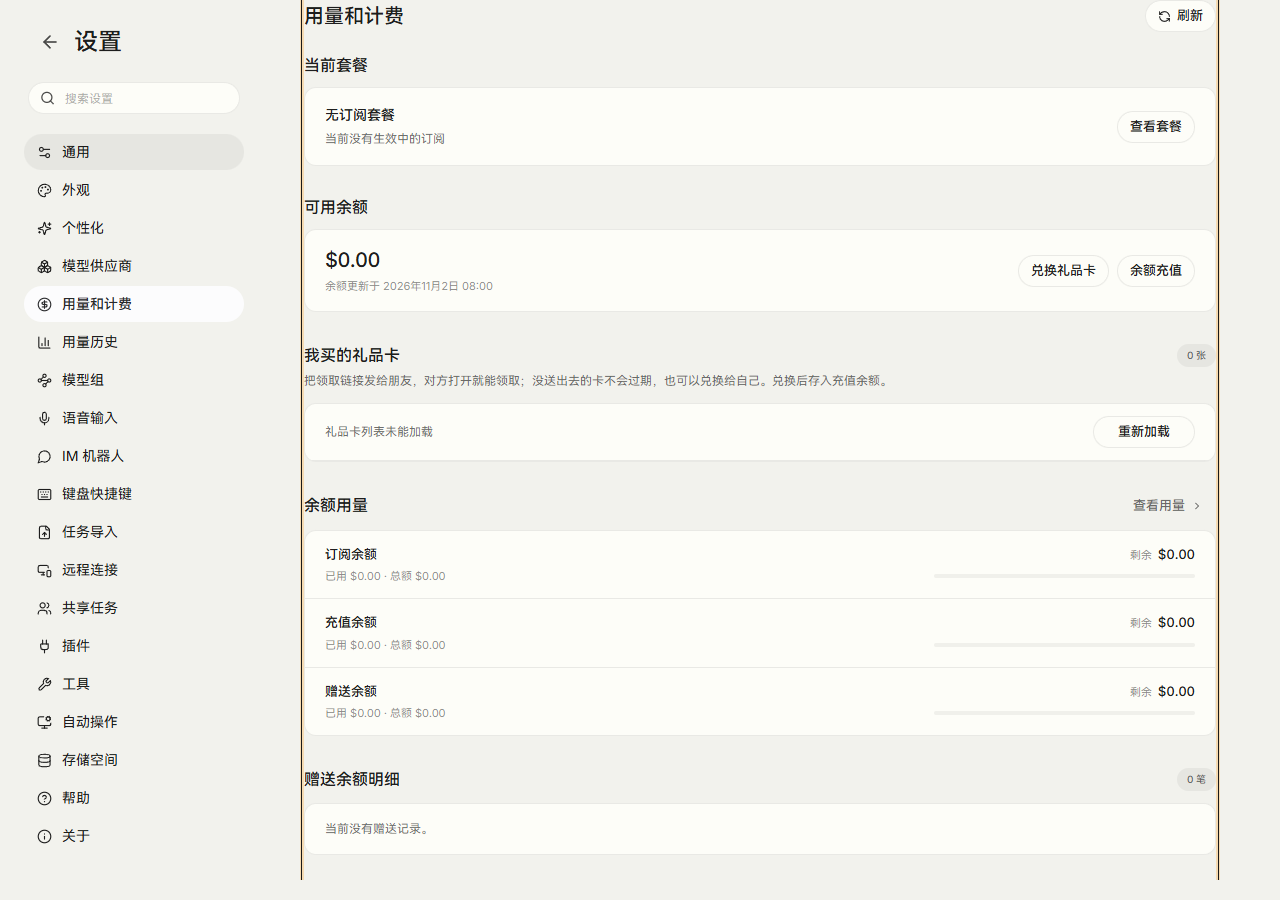 设置
搜索设置
通用
外观
个性化
模型供应商
用量和计费
用量历史
模型组
语音输入
IM 机器人
键盘快捷键
任务导入
远程连接
共享任务
插件
工具
自动操作
存储空间
帮助
关于
用量和计费
刷新
当前套餐
无订阅套餐
当前没有生效中的订阅
查看套餐
可用余额
$0.00
余额更新于 2026年11月2日 08:00
兑换礼品卡
余额充值
我买的礼品卡
0 张
把领取链接发给朋友，对方打开就能领取；没送出去的卡不会过期，也可以兑换给自己。兑换后存入充值余额。
礼品卡列表未能加载
重新加载
余额用量
查看用量
订阅余额
剩余 $0.00
已用 $0.00 · 总额 $0.00
充值余额
剩余 $0.00
已用 $0.00 · 总额 $0.00
赠送余额
剩余 $0.00
已用 $0.00 · 总额 $0.00
赠送余额明细
0 笔
当前没有赠送记录。